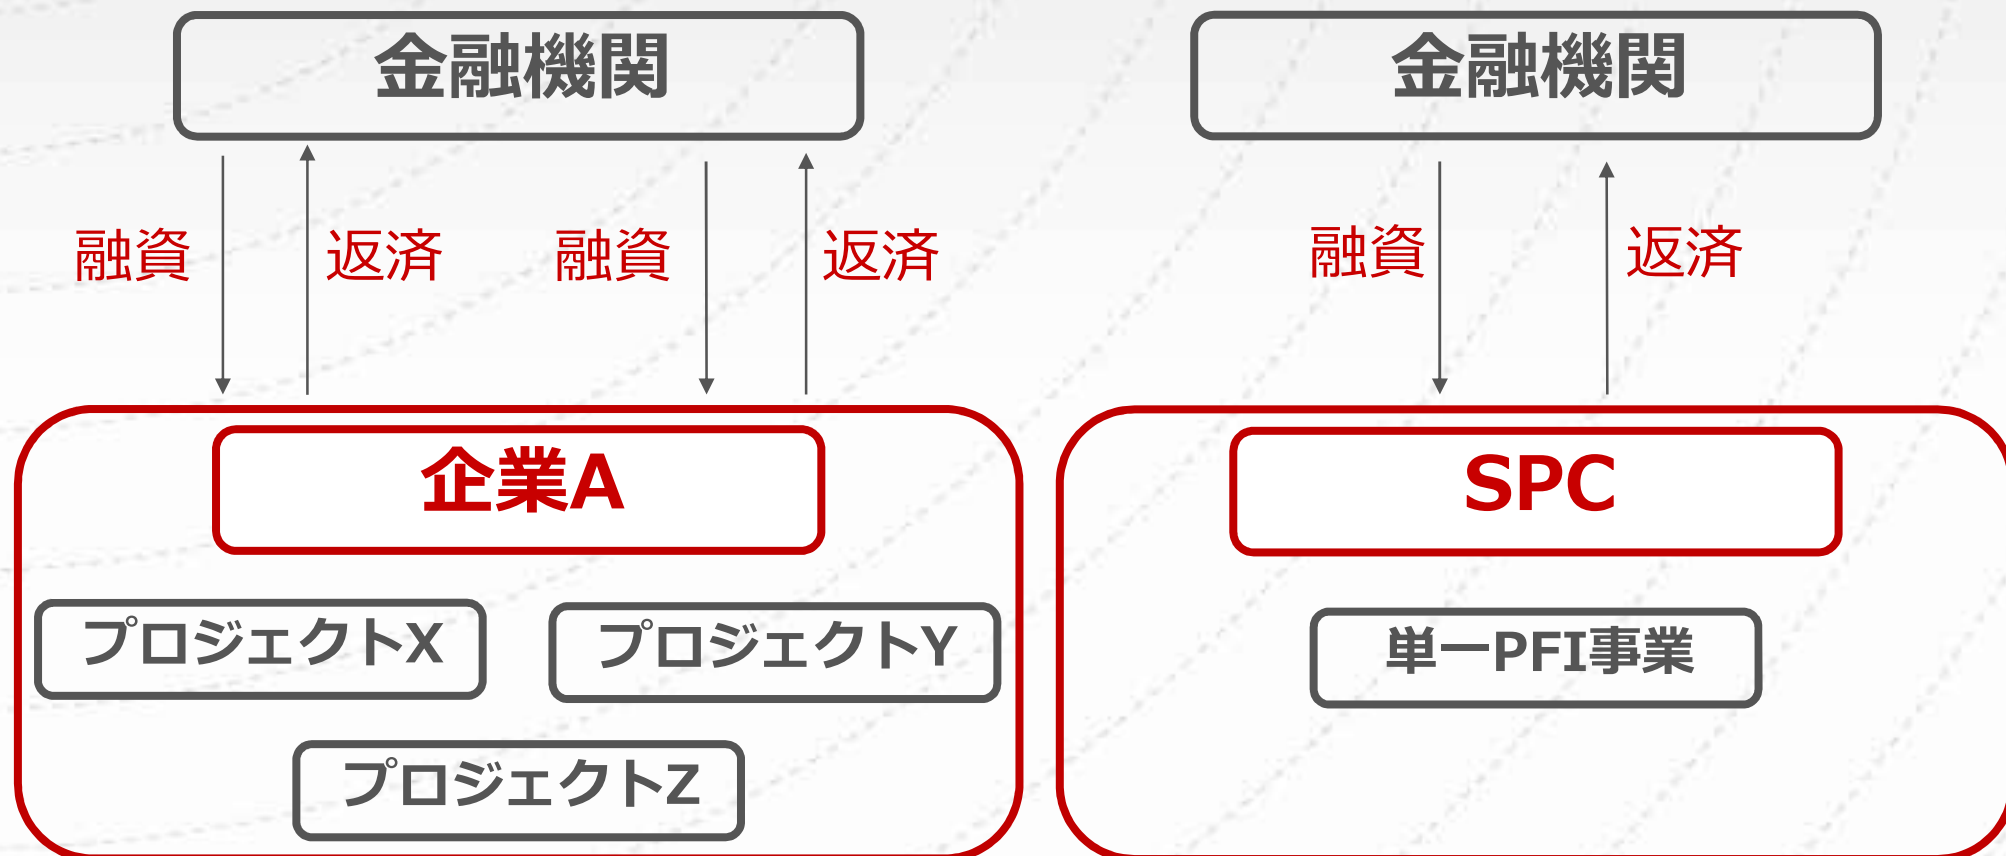 金融機関
金融機関
融資
返済
融資
返済
融資
返済
企業A
SPC
プロジェクトX
プロジェクトY
単一PFI事業
プロジェクトZ